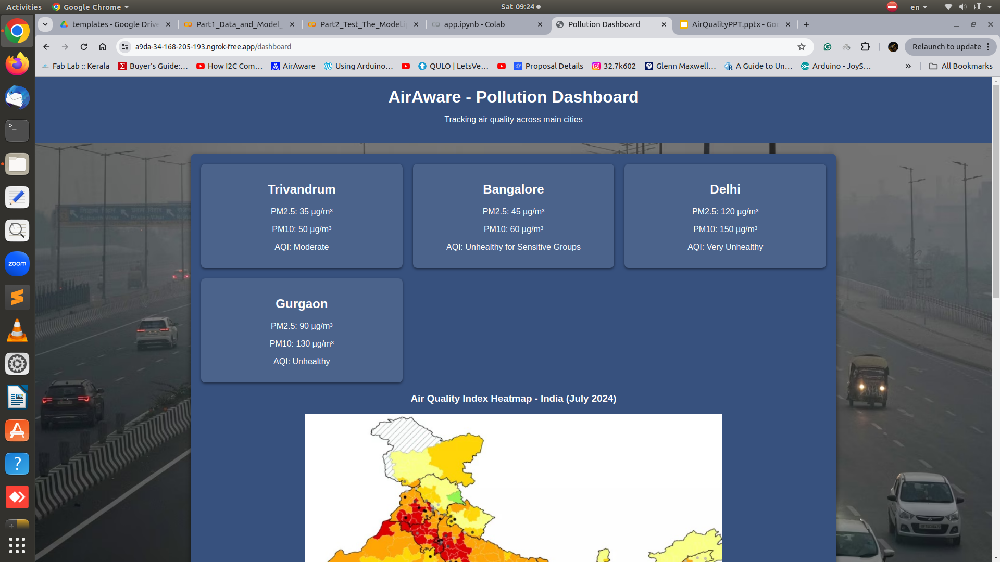 Activities
Google Chrome
Sat 09:24
en
templates - Google Drive
Part1_Data_and_Model_
Part2_Test_The_Model.i
app.ipynb - Colab
Pollution Dashboard
AirQualityPPT.pptx - Goo
a9da-34-168-205-193.ngrok-free.app/dashboard
Relaunch to update
Fab Lab :: Kerala
Buyer's Guide:...
How I2C Com...
AirAware
Using Arduino...
QULO | LetsVe...
Proposal Details
32.7k602
Glenn Maxwell...
A Guide to Un...
Arduino - JoyS...
»
All Bookmarks
AirAware - Pollution Dashboard
Tracking air quality across main cities
Trivandrum
PM2.5: 35 µg/m³
PM10: 50 µg/m³
AQI: Moderate
Bangalore
PM2.5: 45 µg/m³
PM10: 60 µg/m³
AQI: Unhealthy for Sensitive Groups
Delhi
PM2.5: 120 µg/m³
PM10: 150 µg/m³
AQI: Very Unhealthy
Gurgaon
PM2.5: 90 µg/m³
PM10: 130 µg/m³
AQI: Unhealthy
Air Quality Index Heatmap - India (July 2024)
zoom